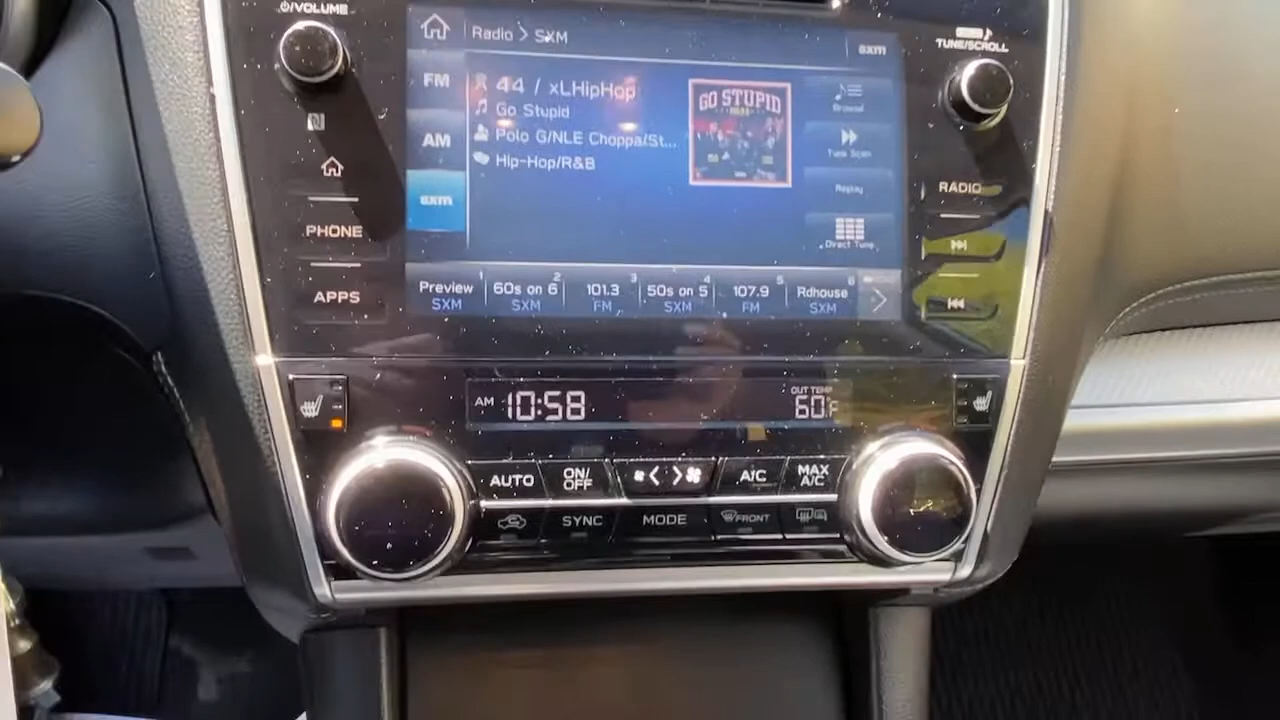 ⏻/VOLUME
Radio > SXM
sxm
TUNE/SCROLL
FM
44 / xLHipHop
Go Stupid
Polo G/NLE Choppa/St...
Hip-Hop/R&B
GO STUPID
Browse
AM
Tune Scan
sxm
Replay
Direct Tune
PHONE
APPS
RADIO
1 2 3 4 5 6
Preview 60s on 6 101.3 50s on 5 107.9 Rdhouse
SXM SXM FM SXM FM SXM
AM 10:58
OUT TEMP
60°F
AUTO
ON/
OFF
A/C
MAX
A/C
SYNC
MODE
FRONT